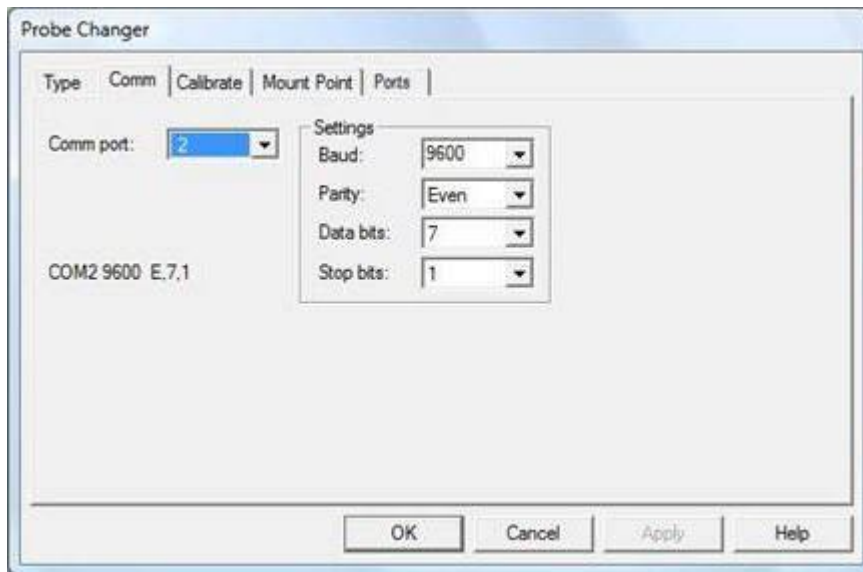 Probe Changer
Type Comm Calibrate Mount Point Ports
Comm port: 2
Settings
Baud: 9600
Parity: Even
Data bits: 7
Stop bits: 1
COM2 9600 E,7,1
OK Cancel Apply Help